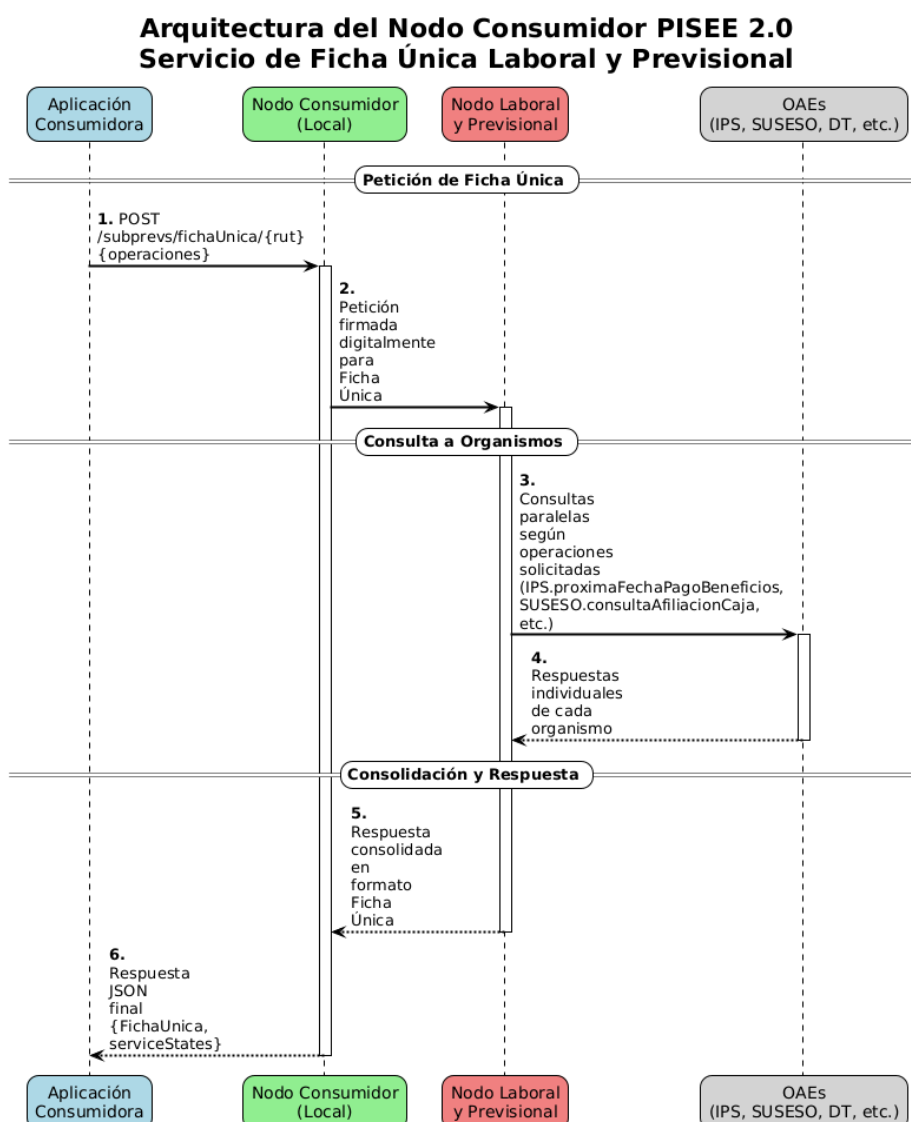 Arquitectura del Nodo Consumidor PISEE 2.0
Servicio de Ficha Única Laboral y Previsional
Aplicación
Consumidora
Nodo Consumidor
(Local)
Nodo Laboral
y Previsional
OAEs
(IPS, SUSESO, DT, etc.)
Petición de Ficha Única
1. POST
/subprevs/fichaUnica/{rut}
{operaciones}
2.
Petición
firmada
digitalmente
para
Ficha
Única
Consulta a Organismos
3.
Consultas
paralelas
según
operaciones
solicitadas
(IPS.proximaFechaPagoBeneficios,
SUSESO.consultaAfiliacionCaja,
etc.)
4.
Respuestas
individuales
de cada
organismo
Consolidación y Respuesta
5.
Respuesta
consolidada
en
formato
Ficha
Única
6.
Respuesta
JSON
final
{FichaUnica,
serviceStates}
Aplicación
Consumidora
Nodo Consumidor
(Local)
Nodo Laboral
y Previsional
OAEs
(IPS, SUSESO, DT, etc.)